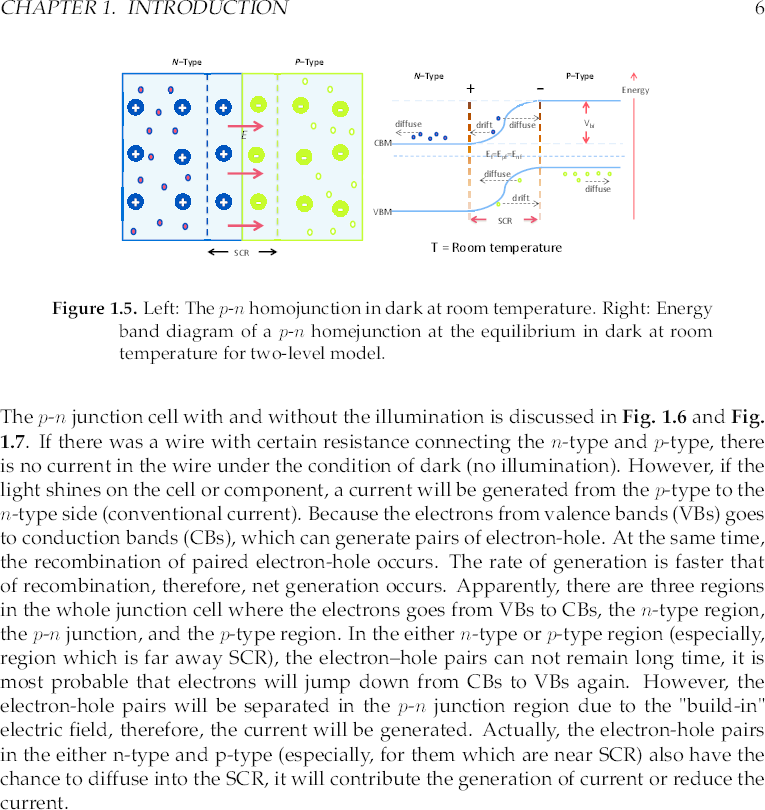 CHAPTER 1. INTRODUCTION 6
N–Type P–Type
E
SCR
N–Type + – P–Type
Energy
diffuse drift diffuse Vbi
CBM
Ef=Epf=Enf
diffuse diffuse
drift
VBM
SCR
T = Room temperature
Figure 1.5. Left: The p-n homojunction in dark at room temperature. Right: Energy
band diagram of a p-n homejunction at the equilibrium in dark at room
temperature for two-level model.
The p-n junction cell with and without the illumination is discussed in Fig. 1.6 and Fig.
1.7. If there was a wire with certain resistance connecting the n-type and p-type, there
is no current in the wire under the condition of dark (no illumination). However, if the
light shines on the cell or component, a current will be generated from the p-type to the
n-type side (conventional current). Because the electrons from valence bands (VBs) goes
to conduction bands (CBs), which can generate pairs of electron-hole. At the same time,
the recombination of paired electron-hole occurs. The rate of generation is faster that
of recombination, therefore, net generation occurs. Apparently, there are three regions
in the whole junction cell where the electrons goes from VBs to CBs, the n-type region,
the p-n junction, and the p-type region. In the either n-type or p-type region (especially,
region which is far away SCR), the electron–hole pairs can not remain long time, it is
most probable that electrons will jump down from CBs to VBs again. However, the
electron-hole pairs will be separated in the p-n junction region due to the "build-in"
electric field, therefore, the current will be generated. Actually, the electron-hole pairs
in the either n-type and p-type (especially, for them which are near SCR) also have the
chance to diffuse into the SCR, it will contribute the generation of current or reduce the
current.